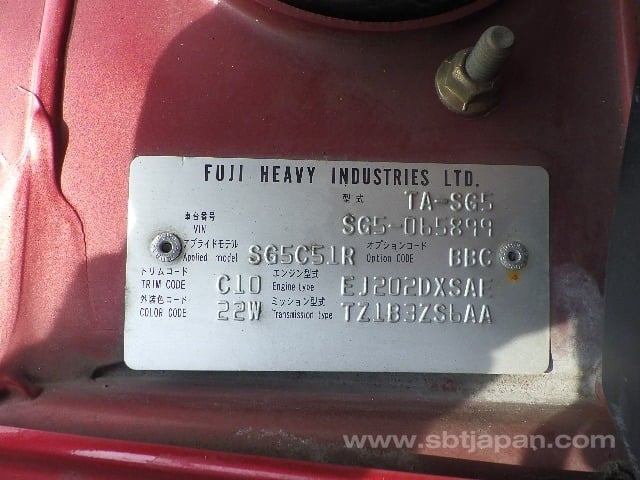 FUJI HEAVY INDUSTRIES LTD.
型式 TA-SG5
車台番号 VIN SG5-065899
アプライドモデル Applied model SG5C51R オプションコード Option CODE BBC
トリムコード TRIM CODE C10 エンジン型式 Engine type EJ202DXSAE
外装色コード COLOR CODE 22W ミッション型式 Transmission type TZ1B3ZS6AA
www.sbtjapan.com